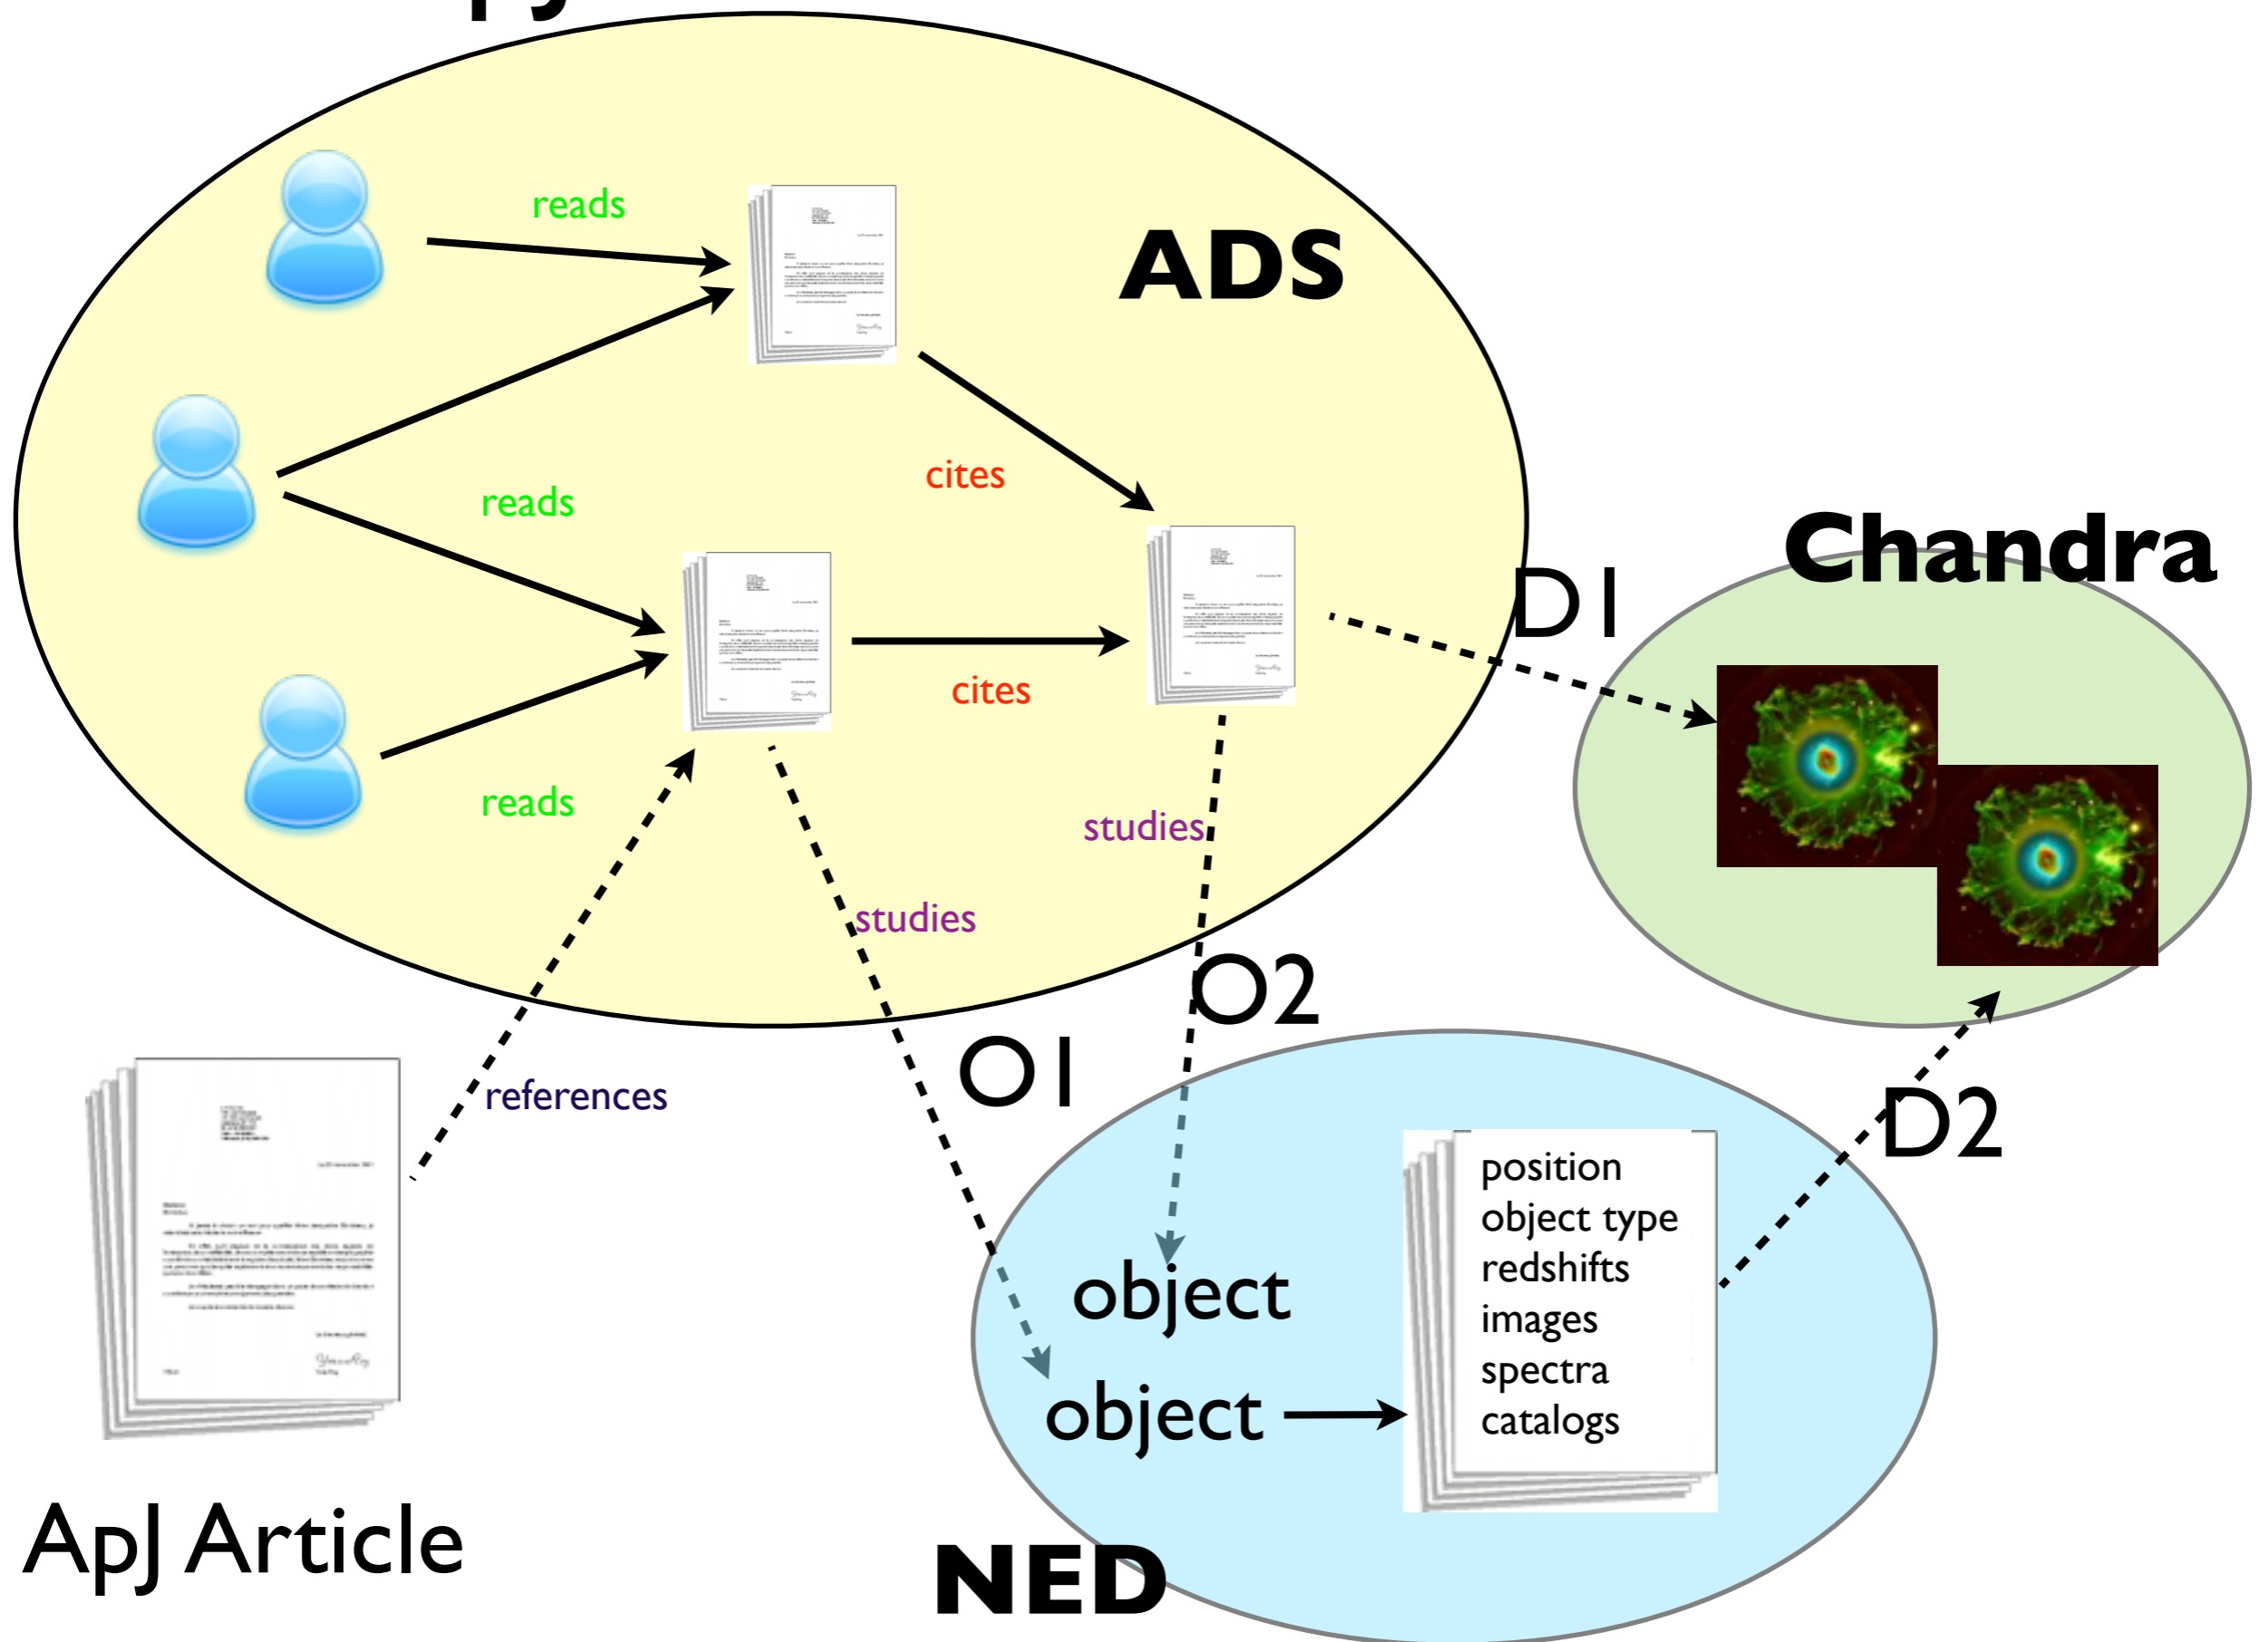 reads
ADS
cites
reads
Chandra
D1
cites
reads
studies
studies
O2
O1
references
D2
position
object type
redshifts
images
spectra
catalogs
object
object
ApJ Article
NED